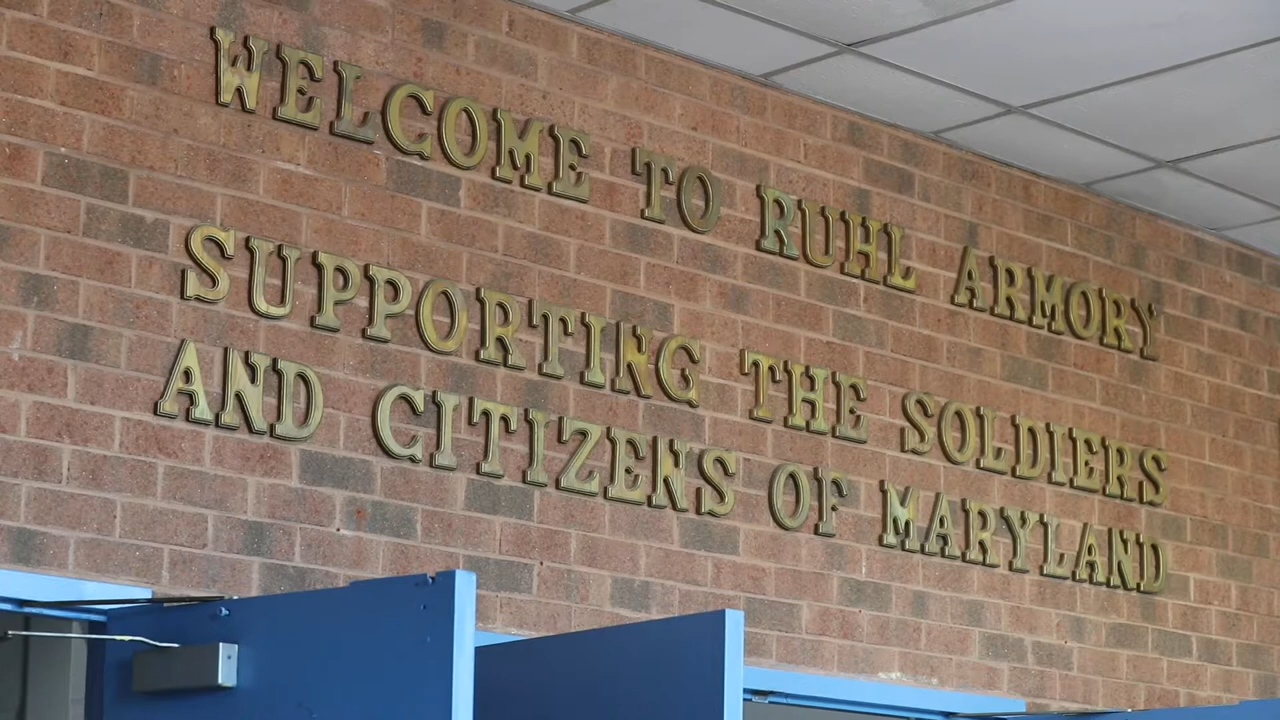 WELCOME TO RUHL ARMORY
SUPPORTING THE SOLDIERS
AND CITIZENS OF MARYLAND